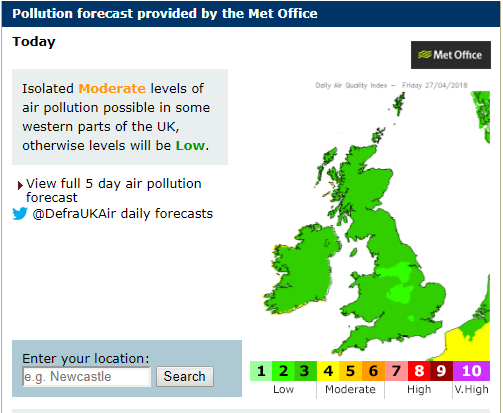 Pollution forecast provided by the Met Office
Today
Isolated Moderate levels of
air pollution possible in some
western parts of the UK,
otherwise levels will be Low.
View full 5 day air pollution
forecast
@DefraUKAir daily forecasts
Enter your location:
e.g. Newcastle Search
Met Office
Daily Air Quality Index - Friday 27/04/2018
1 2 3 4 5 6 7 8 9 10
Low Moderate High V.High